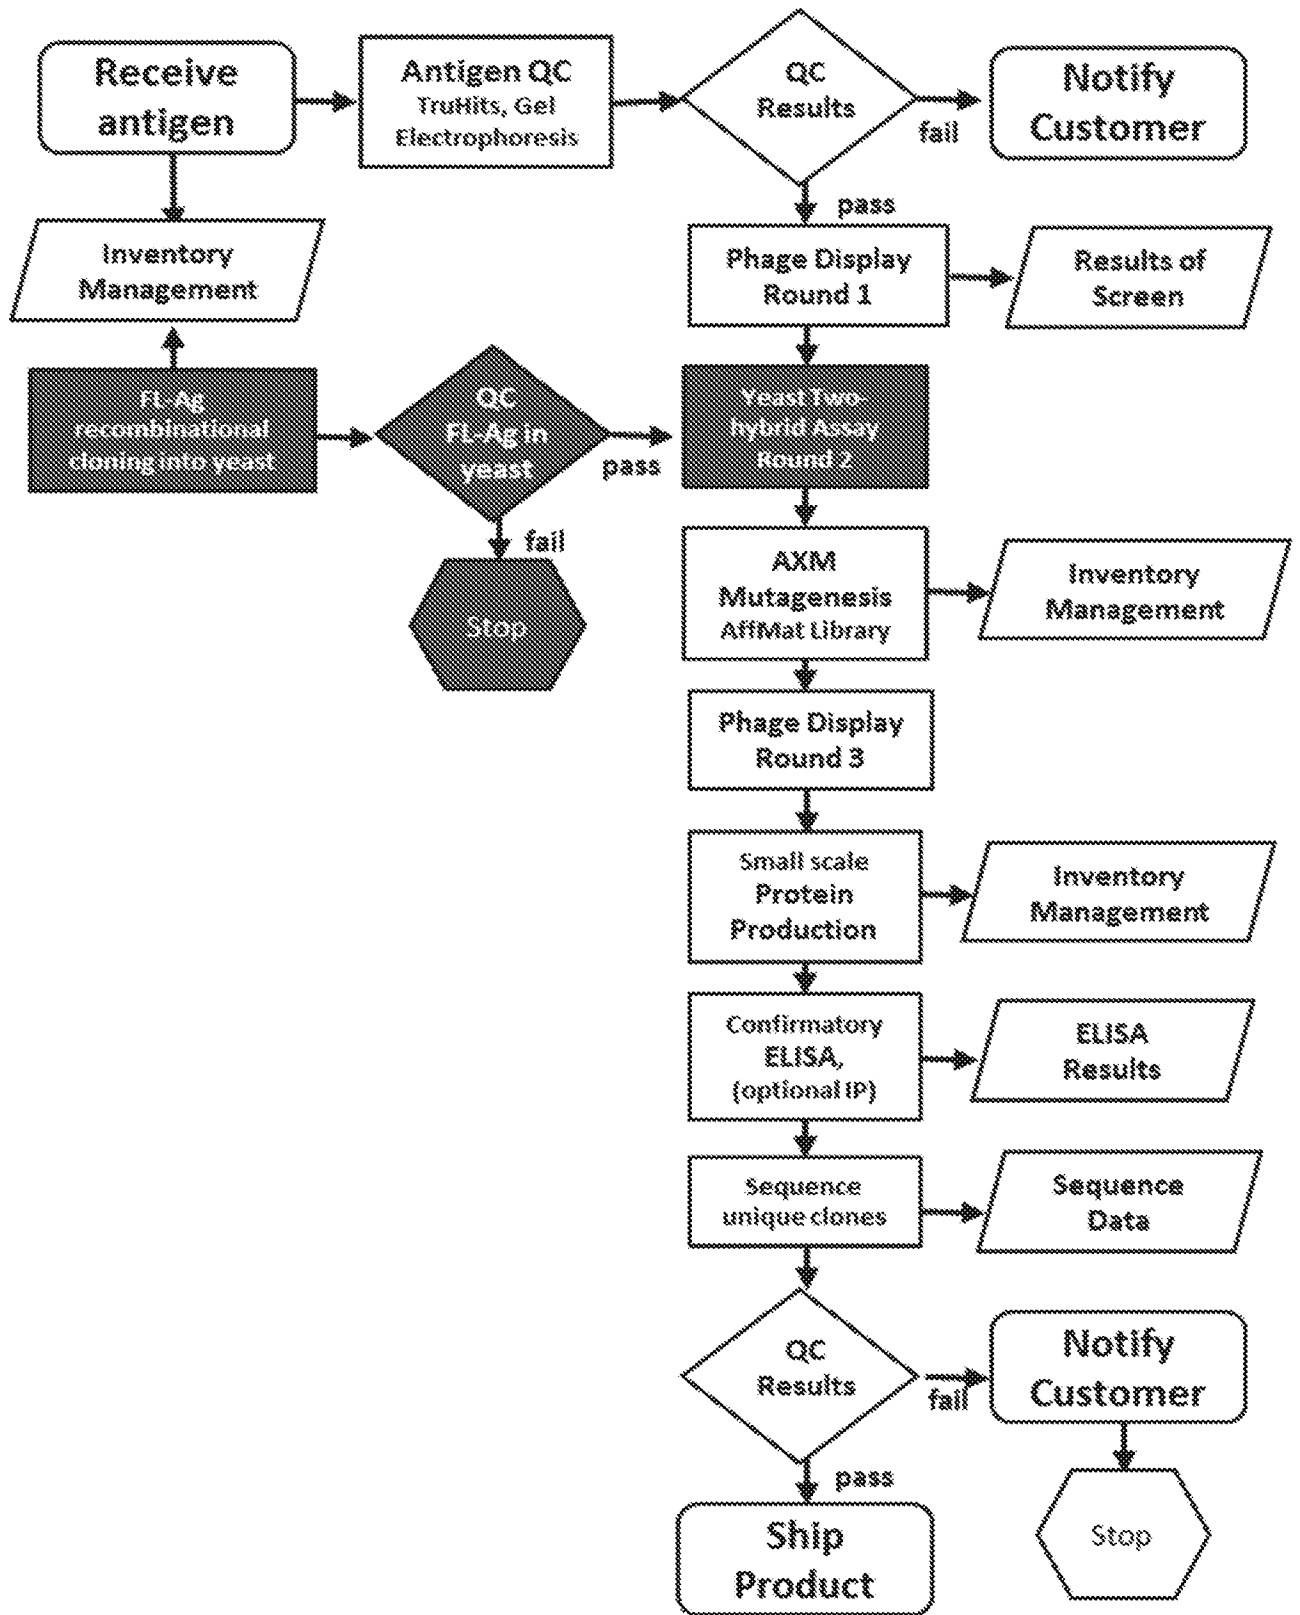 Receive
antigen
Antigen QC
TruHits, Gel
Electrophoresis
QC
Results
fail
Notify
Customer
pass
Inventory
Management
Phage Display
Round 1
Results of
Screen
FL-Ag
recombinational
cloning into yeast
QC
FL-Ag in
yeast
pass
fail
Stop
Yeast Two-
hybrid Assay
Round 2
AXM
Mutagenesis
AffMat Library
Inventory
Management
Phage Display
Round 3
Small scale
Protein
Production
Inventory
Management
Confirmatory
ELISA,
(optional IP)
ELISA
Results
Sequence
unique clones
Sequence
Data
QC
Results
fail
Notify
Customer
pass
Ship
Product
Stop